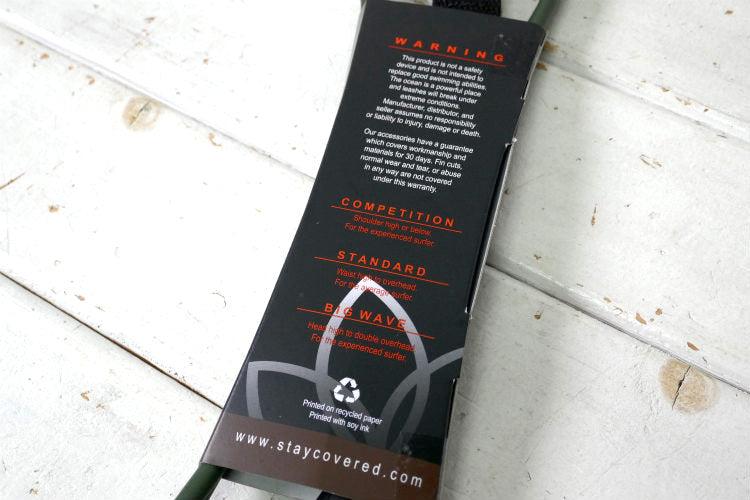 WARNING
This product is not a safety
device and is not intended to
replace good swimming abilities.
The ocean is a powerful place
and leashes will break under
extreme conditions.
Manufacturer, distributor, and
seller assumes no responsibility
or liability to injury, damage or death.
Our accessories have a guarantee
which covers workmanship and
materials for 30 days. Fin cuts,
normal wear and tear, or abuse
in any way are not covered
under this warranty.
COMPETITION
Shoulder high or below.
For the experienced surfer.
STANDARD
Waist high to overhead.
For the average surfer.
BIG WAVE
Head high to double overhead.
For the experienced surfer.
Printed on recycled paper
Printed with soy ink
www.staycovered.com